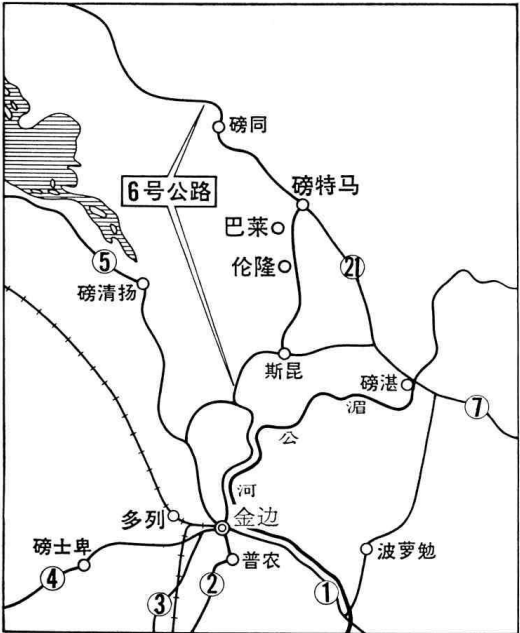 磅同
6号公路
磅特马
巴莱
伦隆
21
5
磅清扬
斯昆
磅湛
湄
公
河
7
多列
金边
磅士卑
普农
波萝勉
4
3
2
1